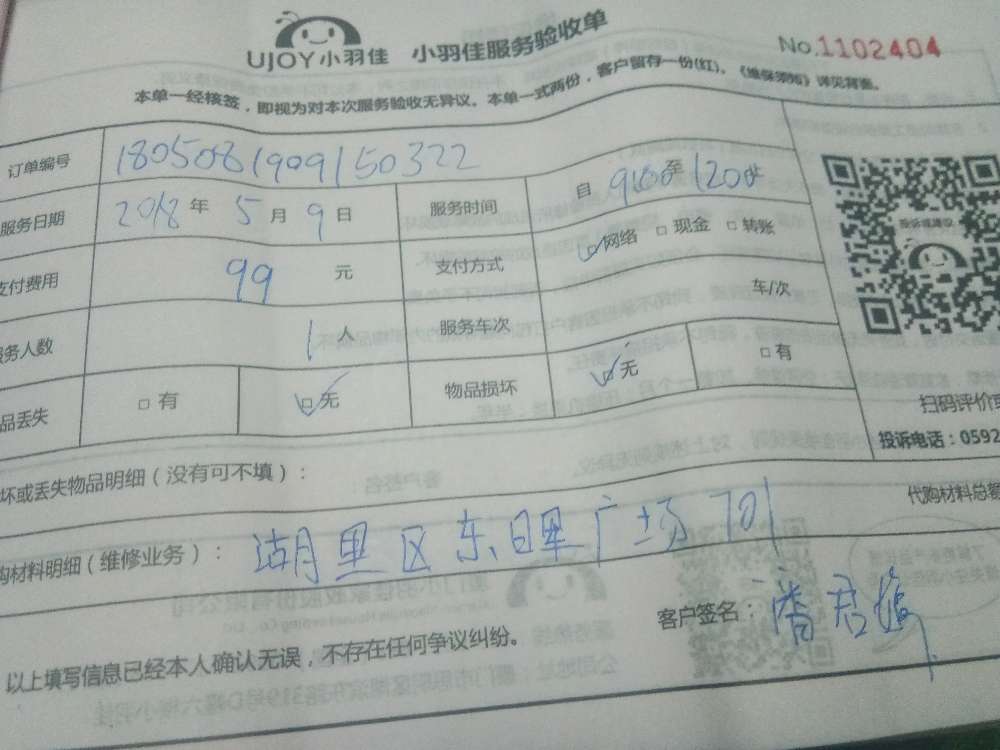 UJOY小羽佳 小羽佳服务验收单 No.1102404
本单一经核签，即视为对本次服务验收无异议。本单一式两份，客户留存一份(红)。《维保须知》详见背面。
订单编号 180508190915 0322
服务日期 2018 年 5 月 9 日 服务时间 自 9:00 至 1200止
支付费用 99 元 支付方式 ☑网络 □现金 □转账
服务人数 1 人 服务车次 车/次
品丢失 □有 ☑无 物品损坏 ☑无 □有
扫码评价
投诉电话：0592
坏或丢失物品明细（没有可不填）：
代购材料总
购材料明细（维修业务）： 湖里区东 广场 701
以上填写信息已经本人确认无误，不存在任何争议纠纷。 客户签名： 潘君